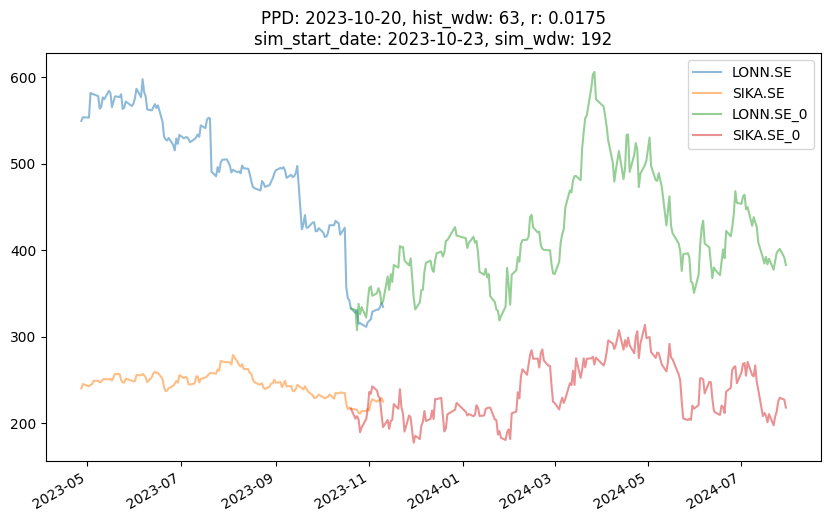 PPD: 2023-10-20, hist_wdw: 63, r: 0.0175
sim_start_date: 2023-10-23, sim_wdw: 192
LONN.SE
SIKA.SE
LONN.SE_0
SIKA.SE_0
600
500
400
300
200
2023-05
2023-07
2023-09
2023-11
2024-01
2024-03
2024-05
2024-07